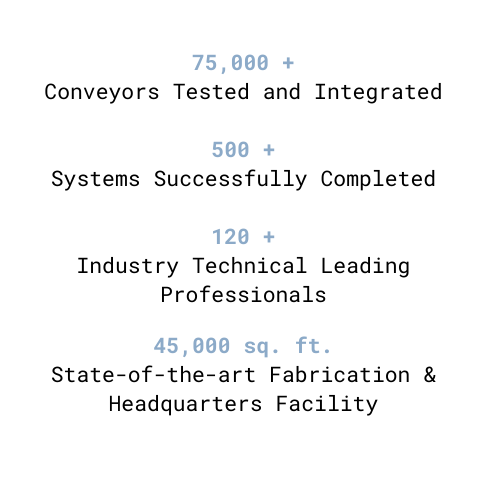 75,000 +
Conveyors Tested and Integrated
500 +
Systems Successfully Completed
120 +
Industry Technical Leading
Professionals
45,000 sq. ft.
State-of-the-art Fabrication &
Headquarters Facility